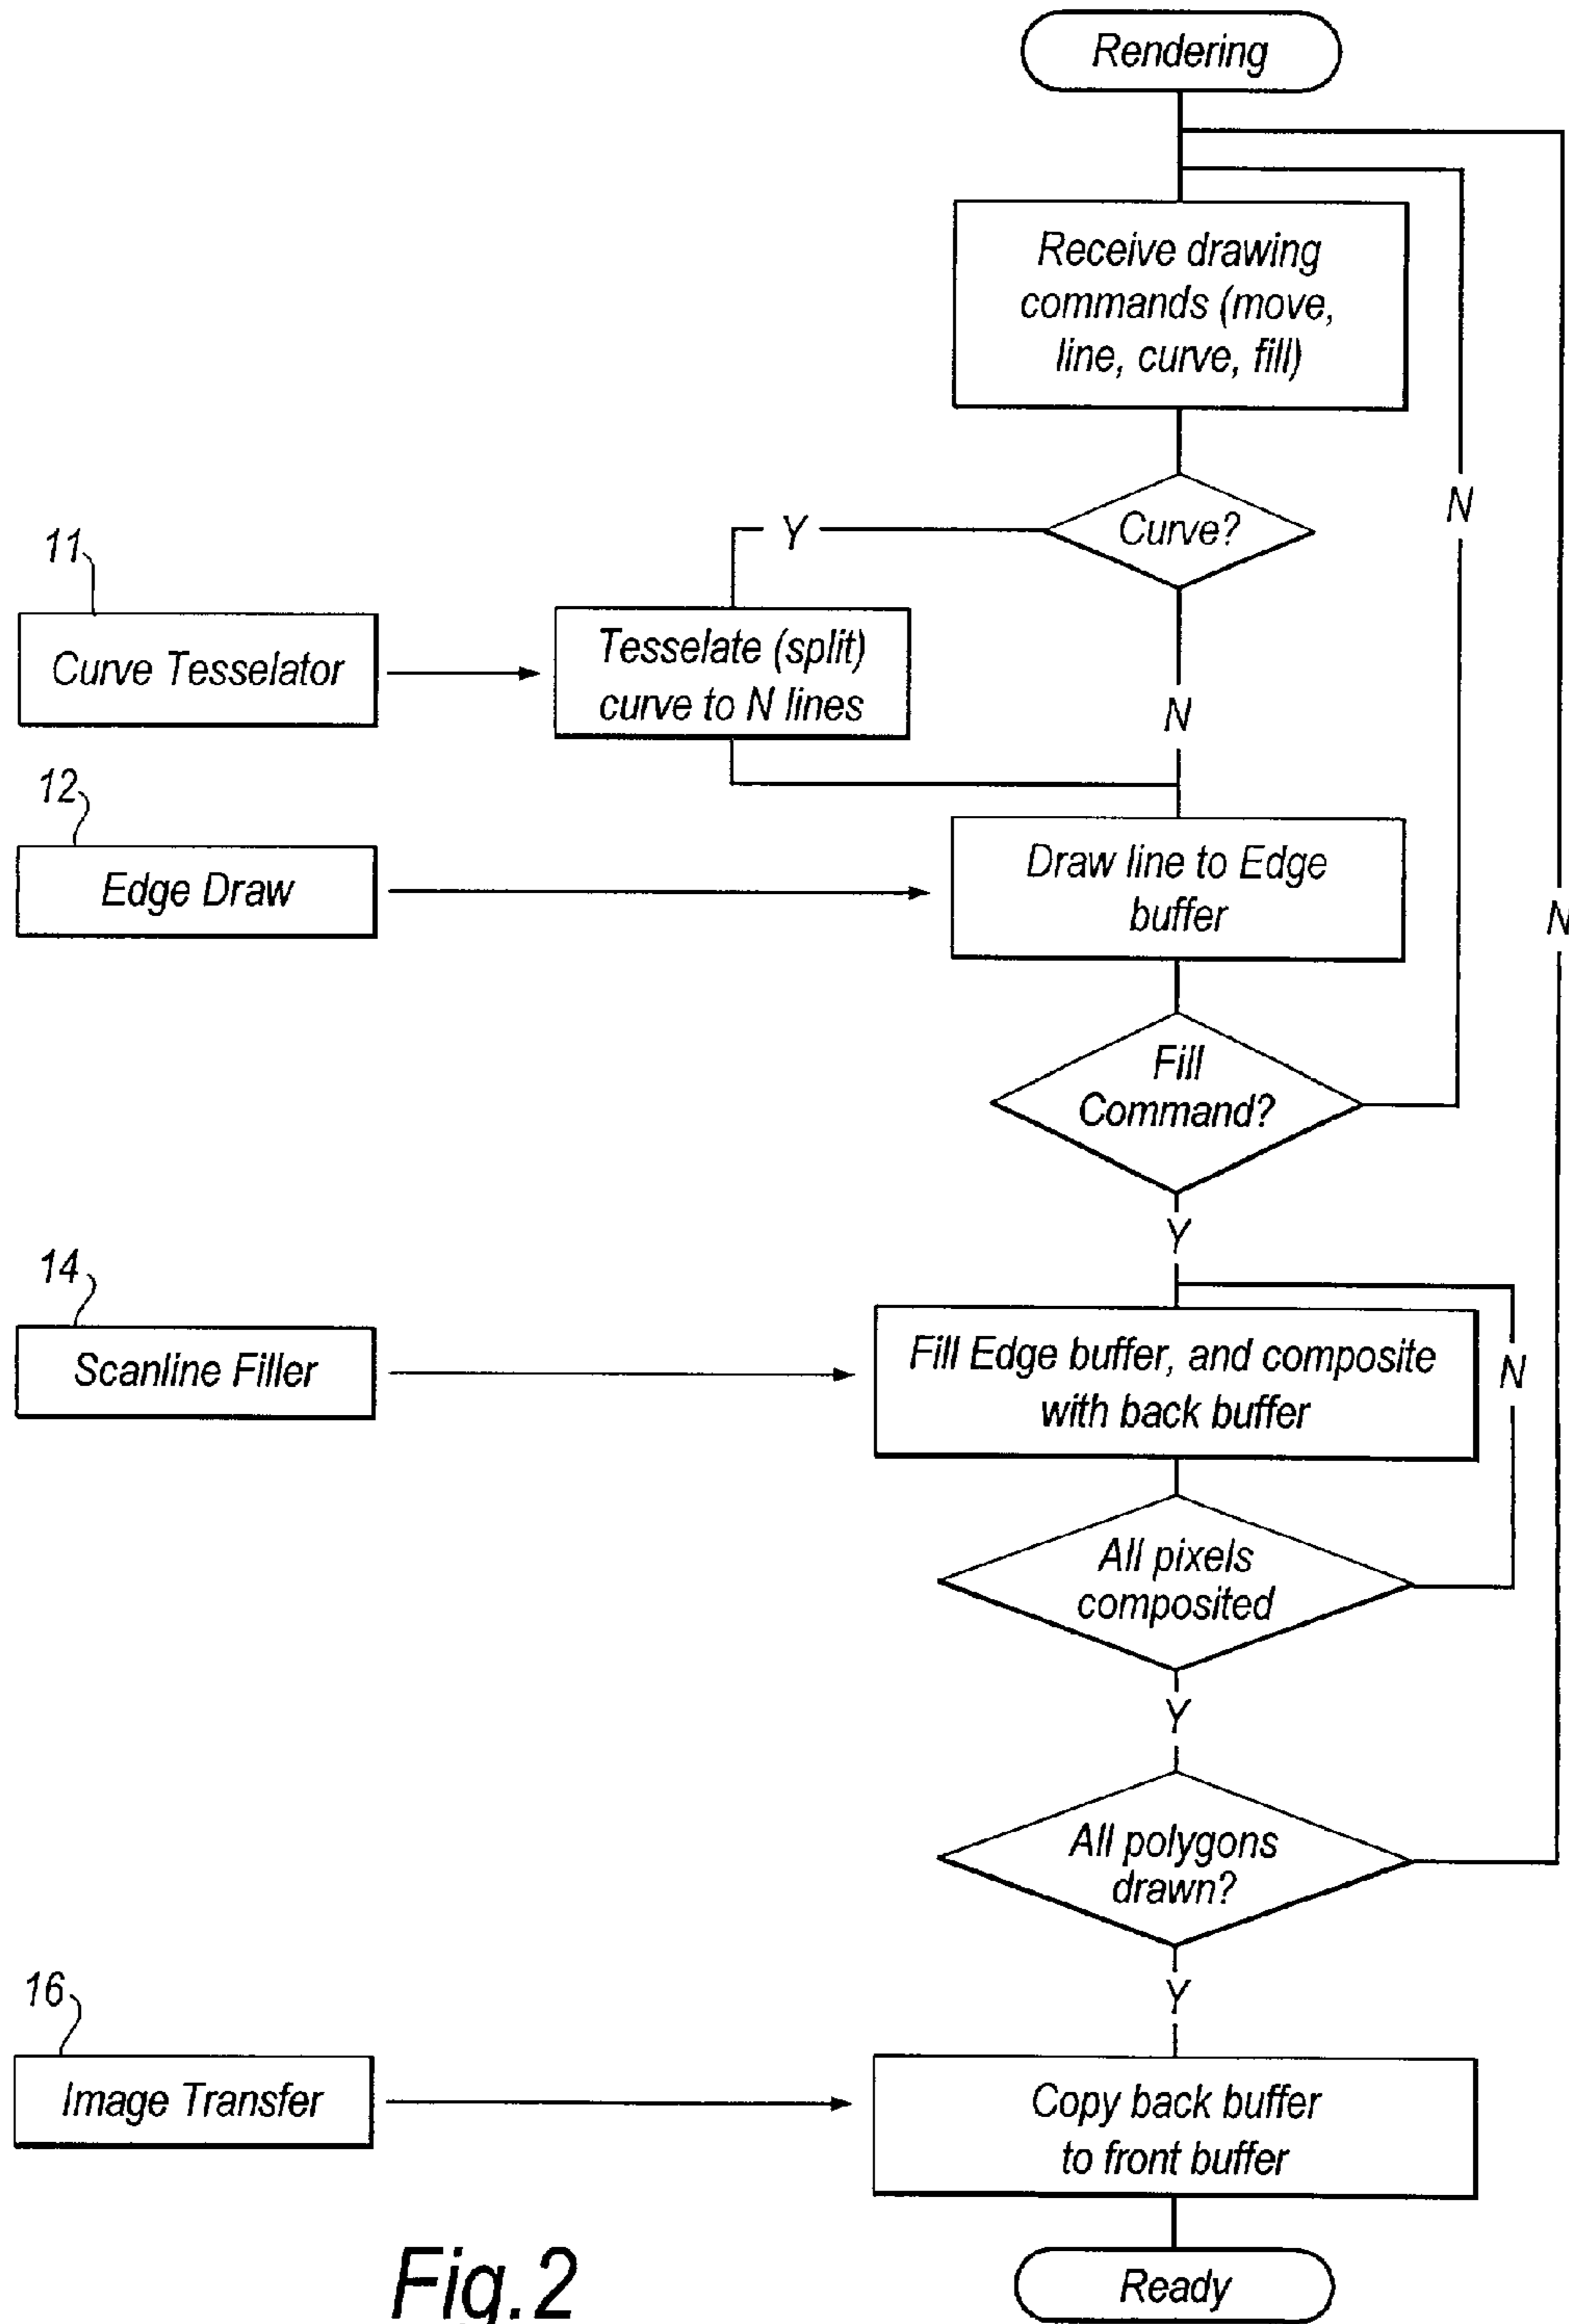 Rendering
Receive drawing
commands (move,
line, curve, fill)
Curve?
Y
N
N
11
Curve Tesselator
Tesselate (split)
curve to N lines
12
Edge Draw
Draw line to Edge
buffer
N
Fill
Command?
Y
14
Scanline Filler
Fill Edge buffer, and composite
with back buffer
N
All pixels
composited
Y
All polygons
drawn?
Y
16
Image Transfer
Copy back buffer
to front buffer
Ready
Fig.2